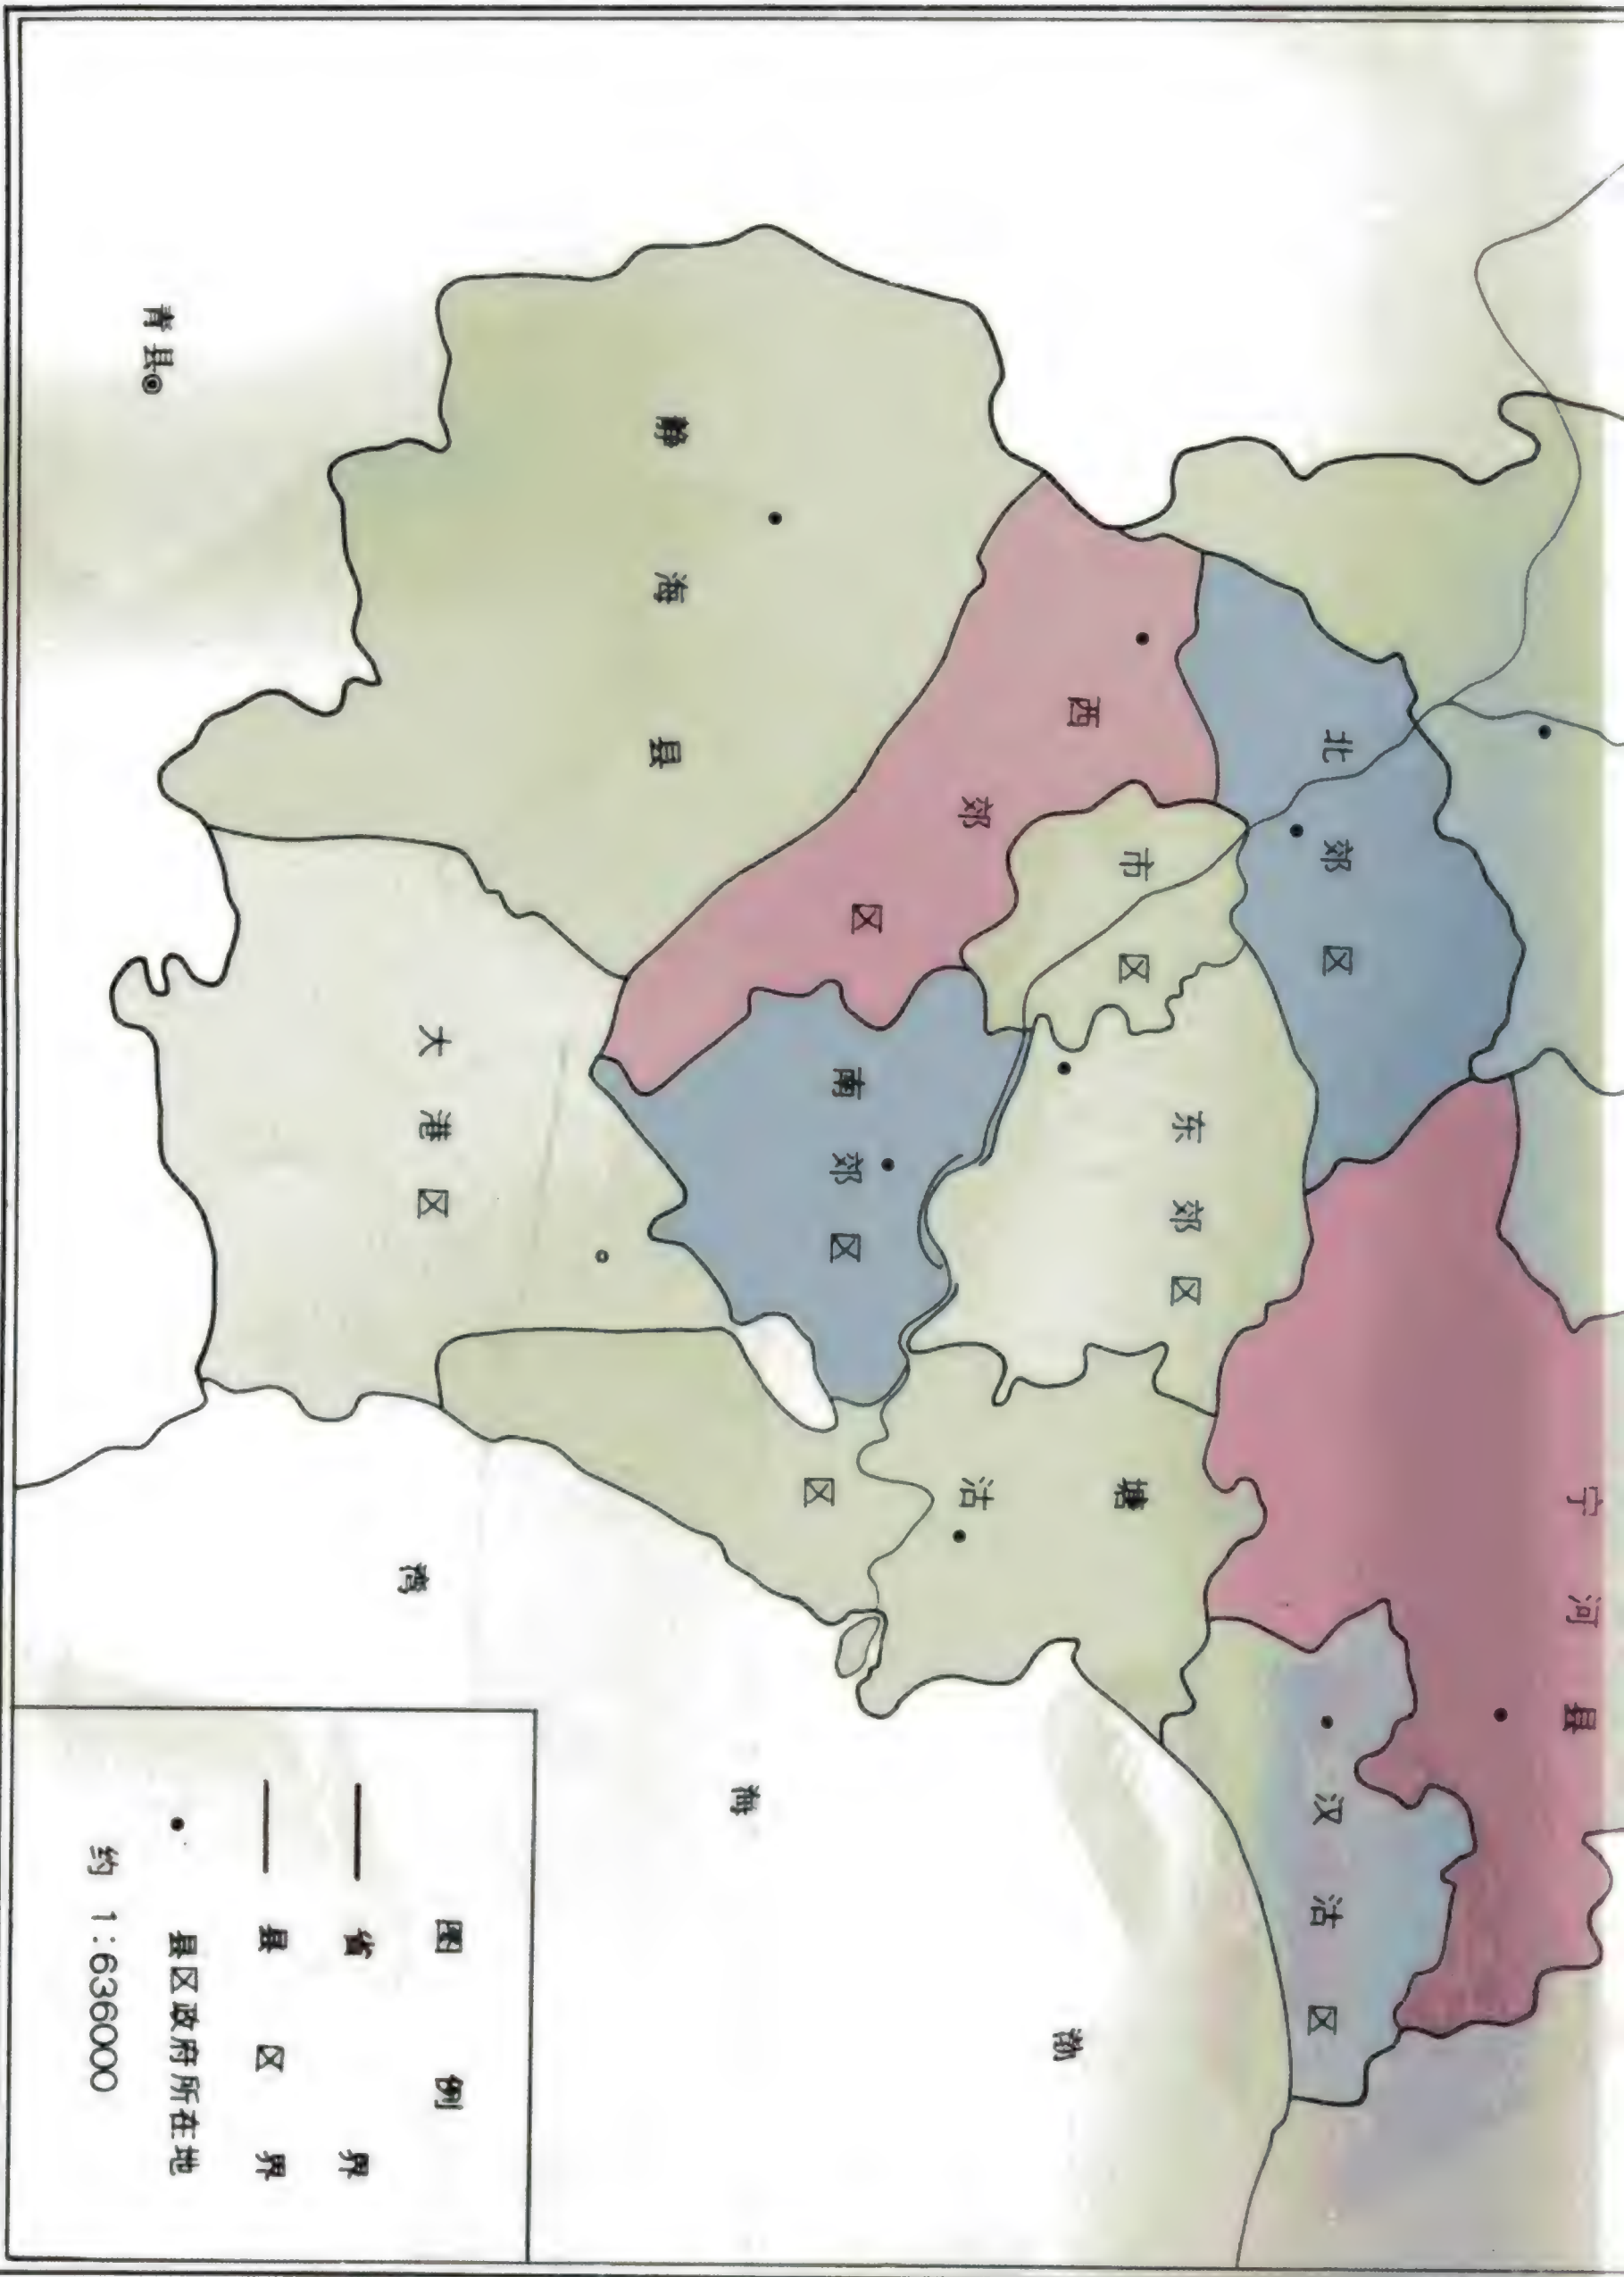 宁河县
北郊区
汉沽区
东郊区
市区
西郊区
塘沽区
南郊区
静海县
大港区
渤海湾
青县
图例
省界
县区界
县区政府所在地
约 1:636000